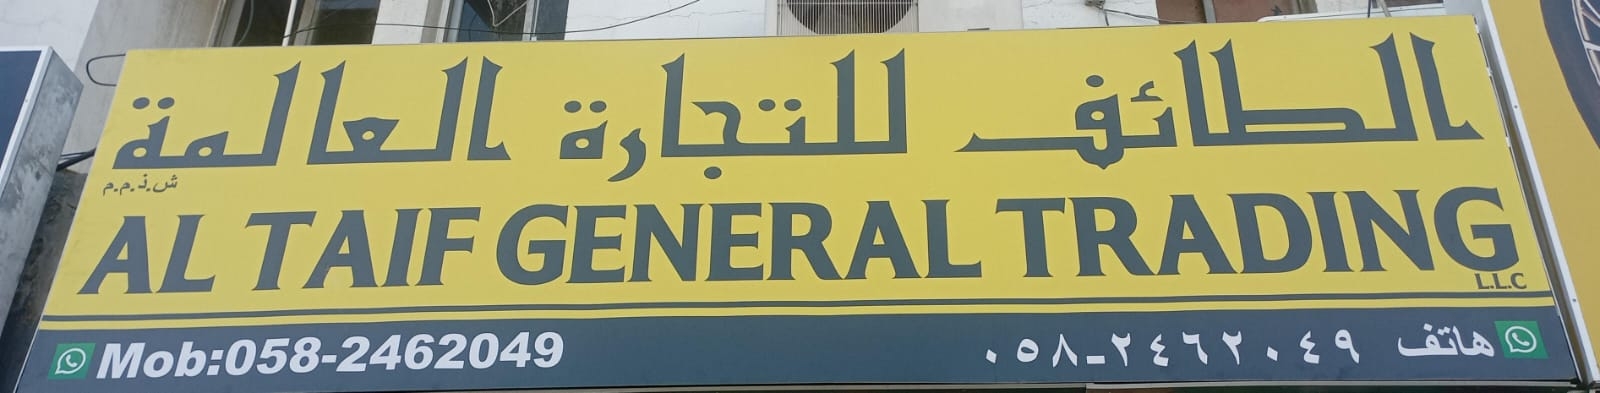 الطائف للتجارة العالمة
ش.ذ.م.م
AL TAIF GENERAL TRADING
L.L.C
Mob:058-2462049
هاتف ٠٥٨-٢٤٦٢٠٤٩